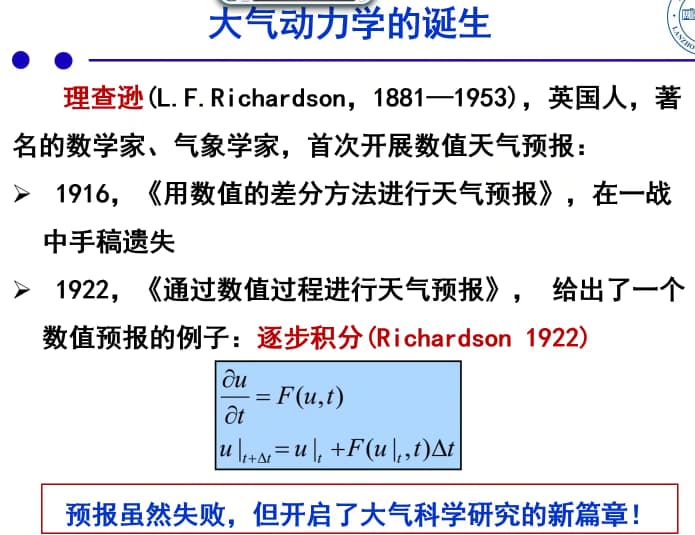 大气动力学的诞生
LANZHO
理查逊(L.F.Richardson, 1881—1953), 英国人, 著
名的数学家、气象学家, 首次开展数值天气预报:
➢ 1916, 《用数值的差分方法进行天气预报》, 在一战
中手稿遗失
➢ 1922, 《通过数值过程进行天气预报》, 给出了一个
数值预报的例子: 逐步积分(Richardson 1922)
∂u/∂t = F(u,t)
u|_{t+Δt} = u|_t + F(u|_t,t)Δt
预报虽然失败, 但开启了大气科学研究的新篇章!